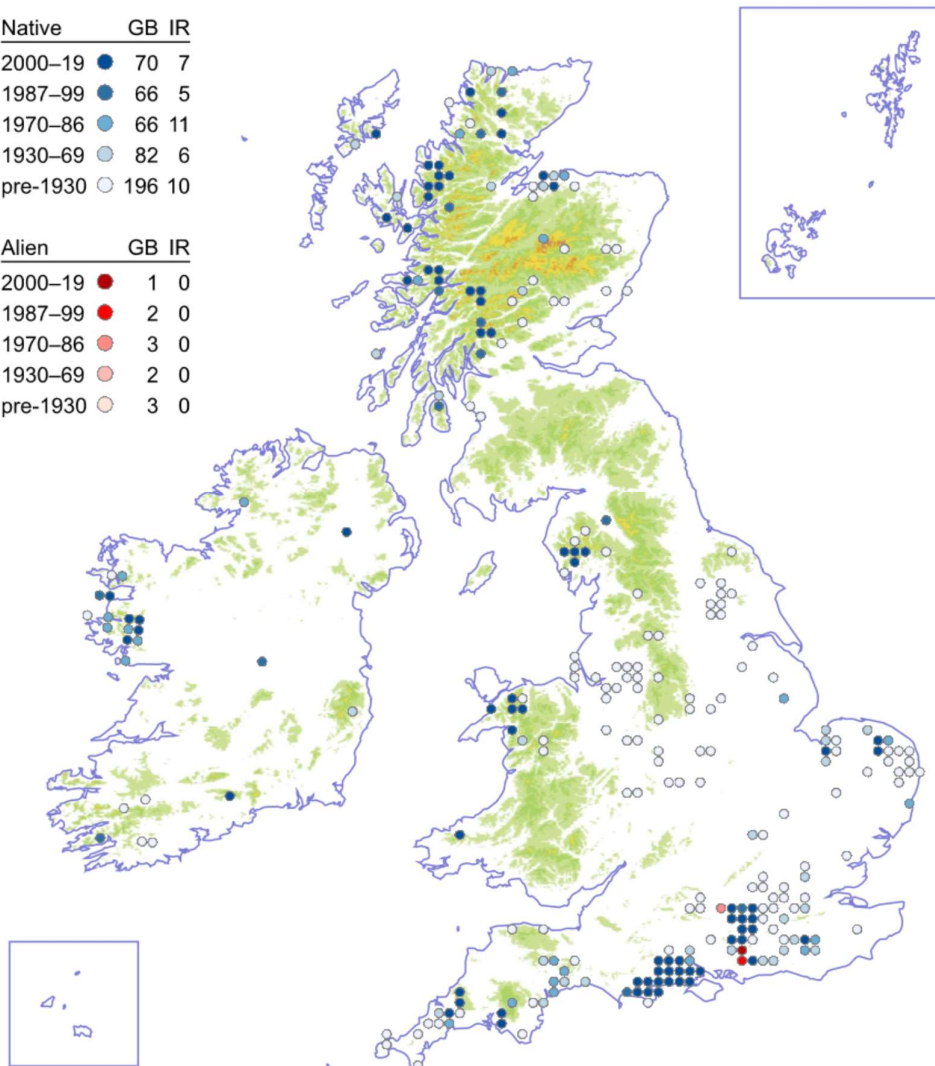 Native GB IR
2000–19 70 7
1987–99 66 5
1970–86 66 11
1930–69 82 6
pre-1930 196 10
Alien GB IR
2000–19 1 0
1987–99 2 0
1970–86 3 0
1930–69 2 0
pre-1930 3 0